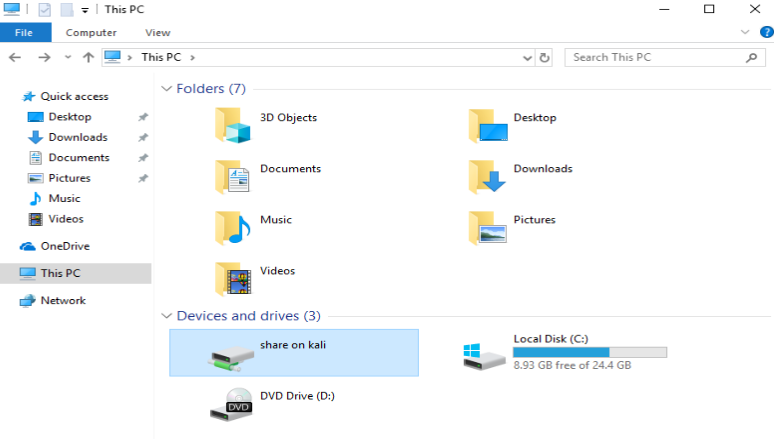 This PC
File
Computer
View
This PC
Search This PC
Quick access
Desktop
Downloads
Documents
Pictures
Music
Videos
OneDrive
This PC
Network
Folders (7)
3D Objects
Desktop
Documents
Downloads
Music
Pictures
Videos
Devices and drives (3)
share on kali
Local Disk (C:)
8.93 GB free of 24.4 GB
DVD Drive (D:)
DVD